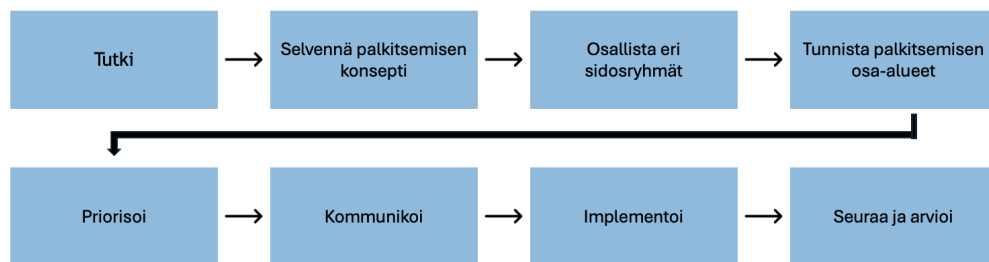 Tutki
Selvennä palkitsemisen
konsepti
Osallista eri
sidosryhmät
Tunnista palkitsemisen
osa-alueet
Priorisoi
Kommunikoi
Implementoi
Seuraa ja arvioi